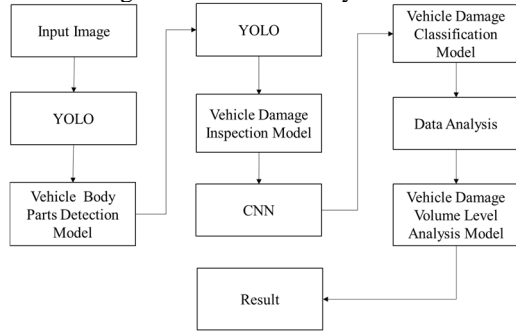 Input Image
YOLO
Vehicle Body
Parts Detection
Model
YOLO
Vehicle Damage
Inspection Model
CNN
Vehicle Damage
Classification
Model
Data Analysis
Vehicle Damage
Volume Level
Analysis Model
Result